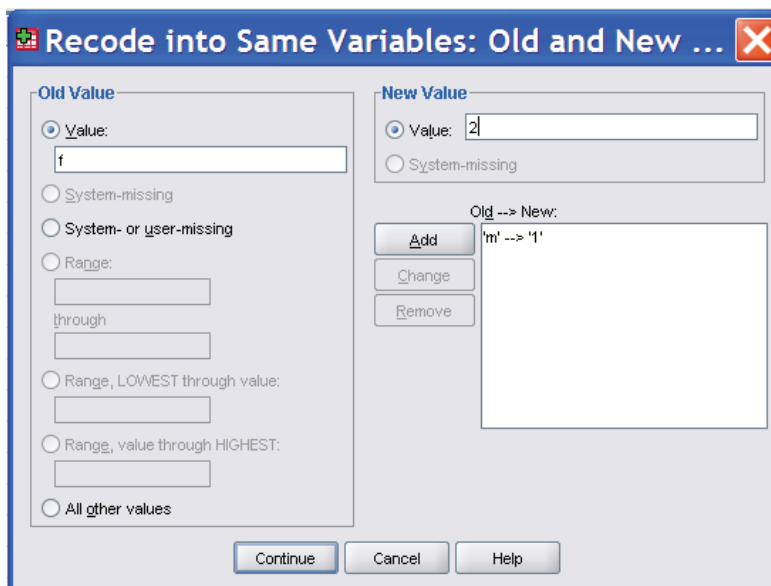 Recode into Same Variables: Old and New ...
Old Value
Value:
f
System-missing
System- or user-missing
Range:
through
Range, LOWEST through value:
Range, value through HIGHEST:
All other values
New Value
Value: 2
System-missing
Old --> New:
Add
Change
Remove
'm' --> '1'
Continue Cancel Help